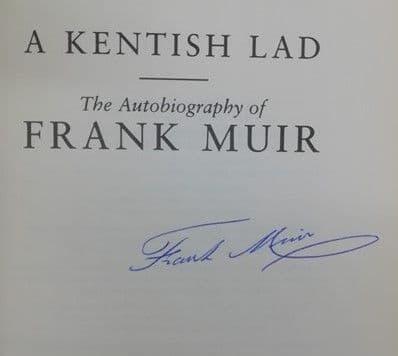 A KENTISH LAD
The Autobiography of
FRANK MUIR
Frank Muir